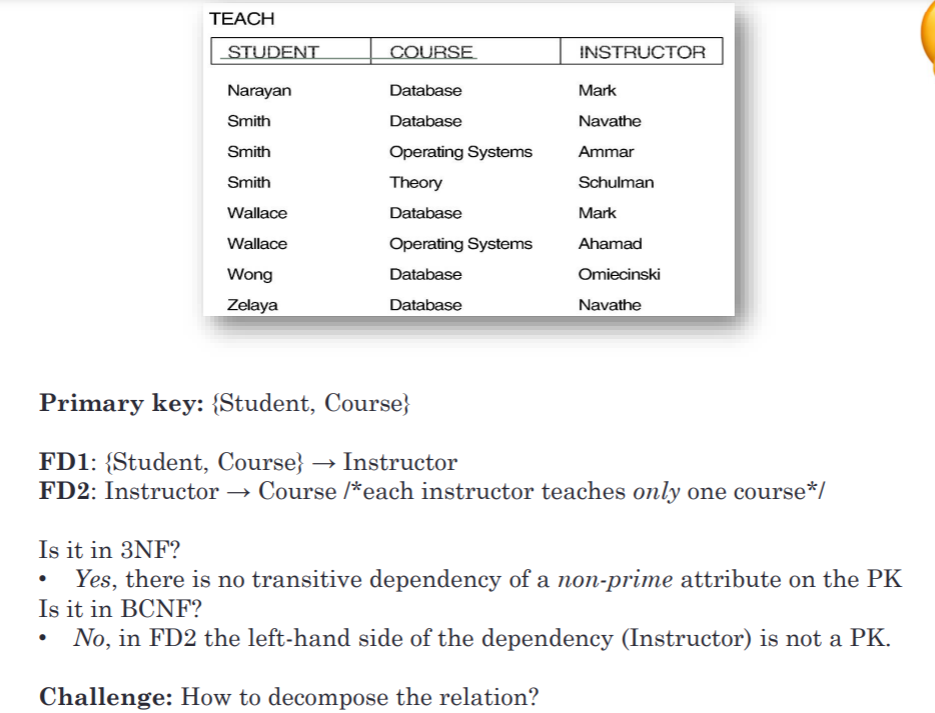 TEACH
STUDENT COURSE INSTRUCTOR
Narayan Database Mark
Smith Database Navathe
Smith Operating Systems Ammar
Smith Theory Schulman
Wallace Database Mark
Wallace Operating Systems Ahamad
Wong Database Omiecinski
Zelaya Database Navathe
Primary key: {Student, Course}
FD1: {Student, Course} → Instructor
FD2: Instructor → Course /*each instructor teaches only one course*/
Is it in 3NF?
• Yes, there is no transitive dependency of a non-prime attribute on the PK
Is it in BCNF?
• No, in FD2 the left-hand side of the dependency (Instructor) is not a PK.
Challenge: How to decompose the relation?